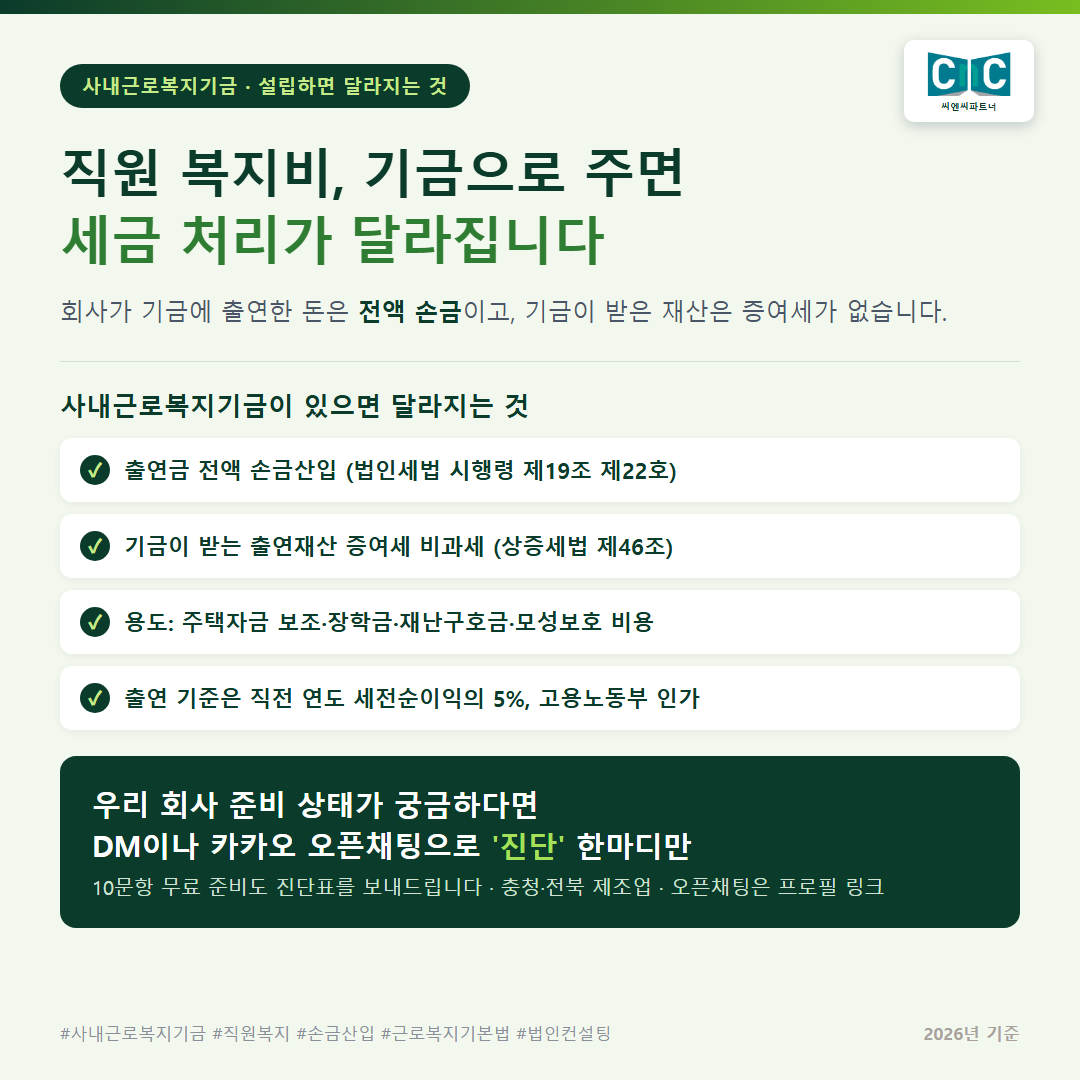 사내근로복지기금 · 설립하면 달라지는 것
CnC
씨엔씨파트너
직원 복지비, 기금으로 주면
세금 처리가 달라집니다
회사가 기금에 출연한 돈은 전액 손금이고, 기금이 받은 재산은 증여세가 없습니다.
사내근로복지기금이 있으면 달라지는 것
출연금 전액 손금산입 (법인세법 시행령 제19조 제22호)
기금이 받는 출연재산 증여세 비과세 (상증세법 제46조)
용도: 주택자금 보조·장학금·재난구호금·모성보호 비용
출연 기준은 직전 연도 세전순이익의 5%, 고용노동부 인가
우리 회사 준비 상태가 궁금하다면
DM이나 카카오 오픈채팅으로 '진단' 한마디만
10문항 무료 준비도 진단표를 보내드립니다 · 충청·전북 제조업 · 오픈채팅은 프로필 링크
#사내근로복지기금 #직원복지 #손금산입 #근로복지기본법 #법인컨설팅
2026년 기준